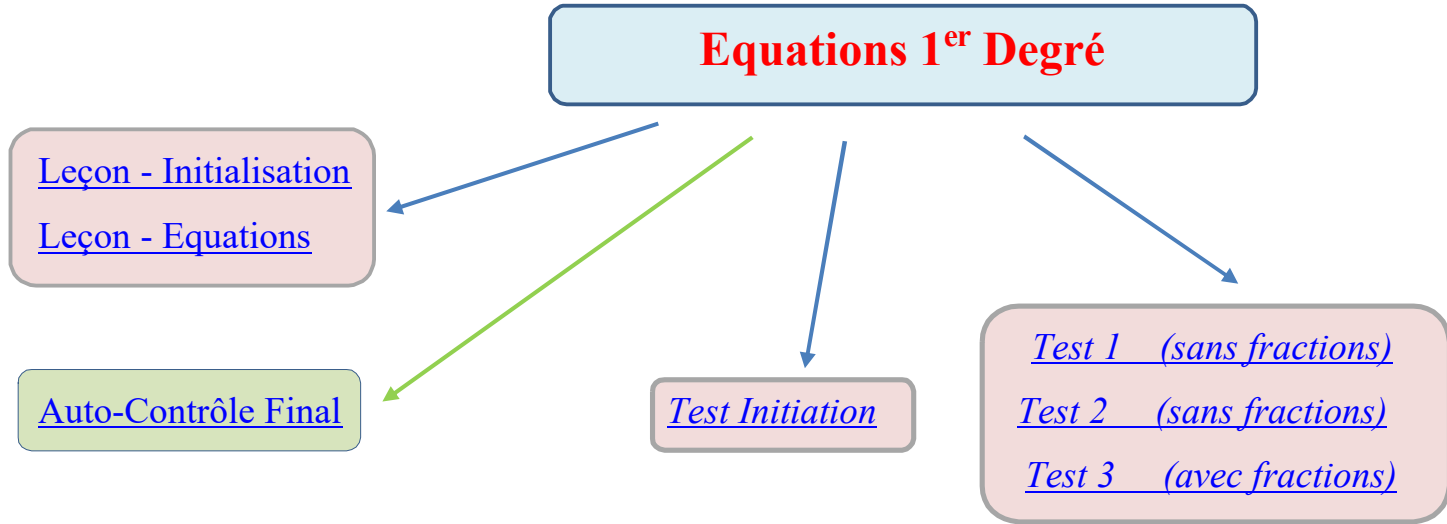 Equations 1er Degré
Leçon - Initialisation
Leçon - Equations
Auto-Contrôle Final
Test Initiation
Test 1 (sans fractions)
Test 2 (sans fractions)
Test 3 (avec fractions)